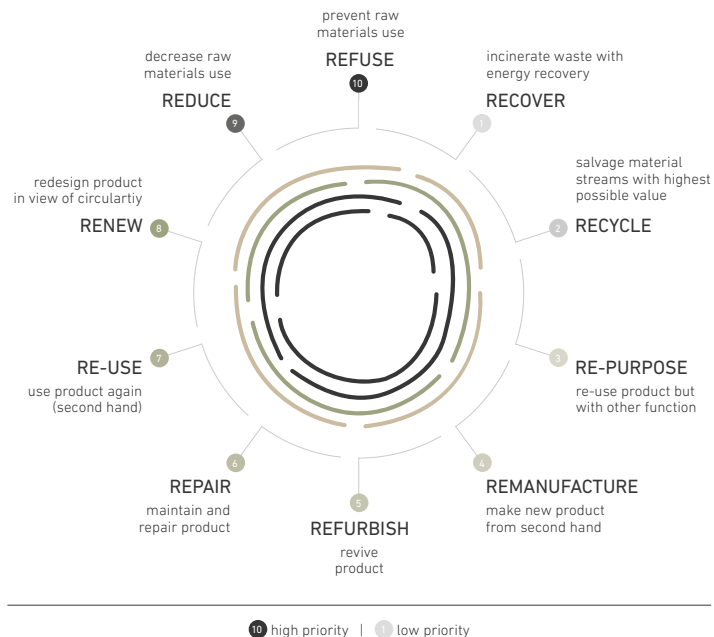 prevent raw
materials use
REFUSE
10
incinerate waste with
energy recovery
RECOVER
1
salvage material
streams with highest
possible value
2 RECYCLE
3
RE-PURPOSE
re-use product but
with other function
4
REMANUFACTURE
make new product
from second hand
5
REFURBISH
revive
product
6
REPAIR
maintain and
repair product
7
RE-USE
use product again
(second hand)
redesign product
in view of circulartiy
RENEW 8
decrease raw
materials use
REDUCE
9
10 high priority | 1 low priority